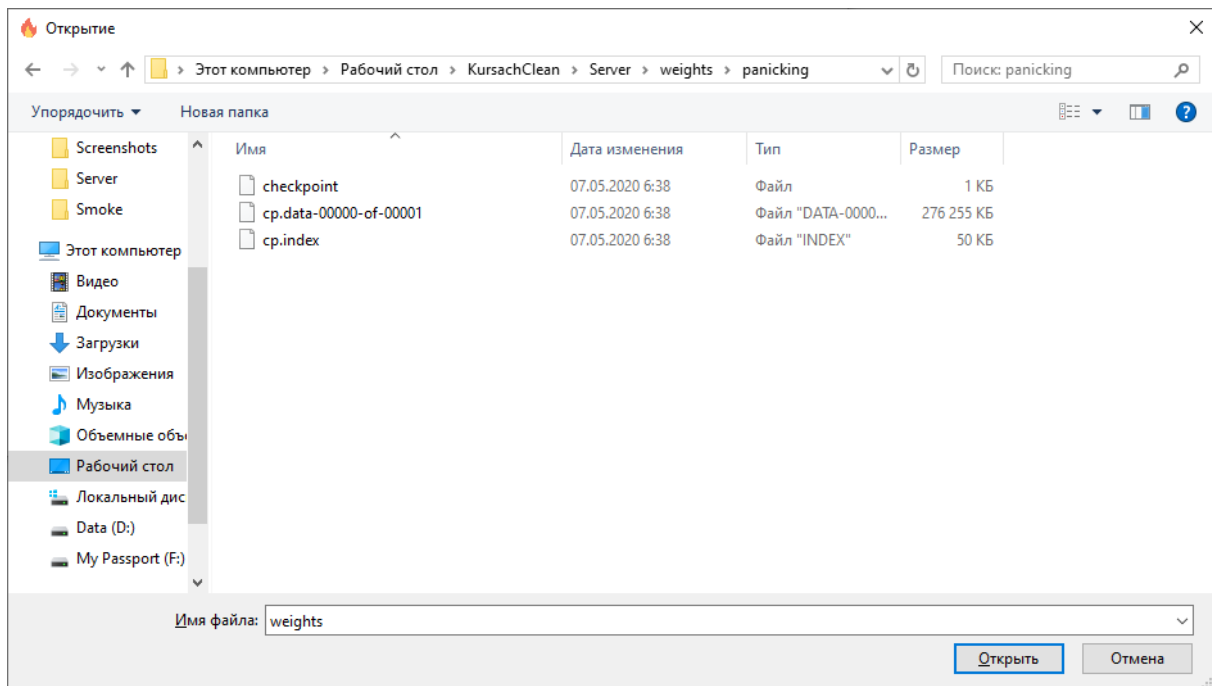 Открытие
Этот компьютер > Рабочий стол > KursachClean > Server > weights > panicking
Поиск: panicking
Упорядочить Новая папка
Имя Дата изменения Тип Размер
Screenshots
Server
Smoke
Этот компьютер
Видео
Документы
Загрузки
Изображения
Музыка
Объемные объ
Рабочий стол
Локальный дис
Data (D:)
My Passport (F:)
checkpoint 07.05.2020 6:38 Файл 1 КБ
cp.data-00000-of-00001 07.05.2020 6:38 Файл "DATA-0000... 276 255 КБ
cp.index 07.05.2020 6:38 Файл "INDEX" 50 КБ
Имя файла: weights
Открыть Отмена